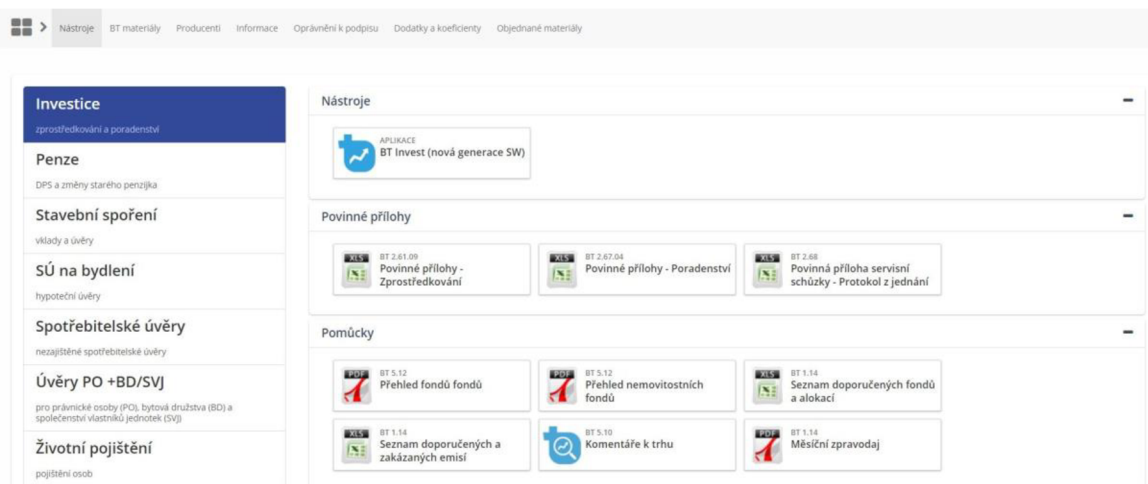 Nástroje BT materiály Producenti Informace Oprávnění k podpisu Dodatky a koeficienty Objednané materiály
Investice
zprostředkování a poradenství
Penze
DPS a změny starého penzijka
Stavební spoření
vklady a úvěry
SÚ na bydlení
hypoteční úvěry
Spotřebitelské úvěry
nezajištěné spotřebitelské úvěry
Úvěry PO +BD/SVJ
pro právnické osoby (PO), bytová družstva (BD) a
společenství vlastníků jednotek (SVJ)
Životní pojištění
pojištění osob
Nástroje
APLIKACE
BT Invest (nová generace SW)
Povinné přílohy
XLS
BT 2.61.09
Povinné přílohy -
Zprostředkování
XLS
BT 2.67.04
Povinné přílohy - Poradenství
XLS
BT 2.68
Povinná příloha servisní
schůzky - Protokol z jednání
Pomůcky
PDF
BT 5.12
Přehled fondů fondů
PDF
BT 5.12
Přehled nemovitostních
fondů
XLS
BT 1.14
Seznam doporučených fondů
a alokací
XLS
BT 1.14
Seznam doporučených a
zakázaných emisí
BT 5.10
Komentáře k trhu
PDF
BT 1.14
Měsíční zpravodaj